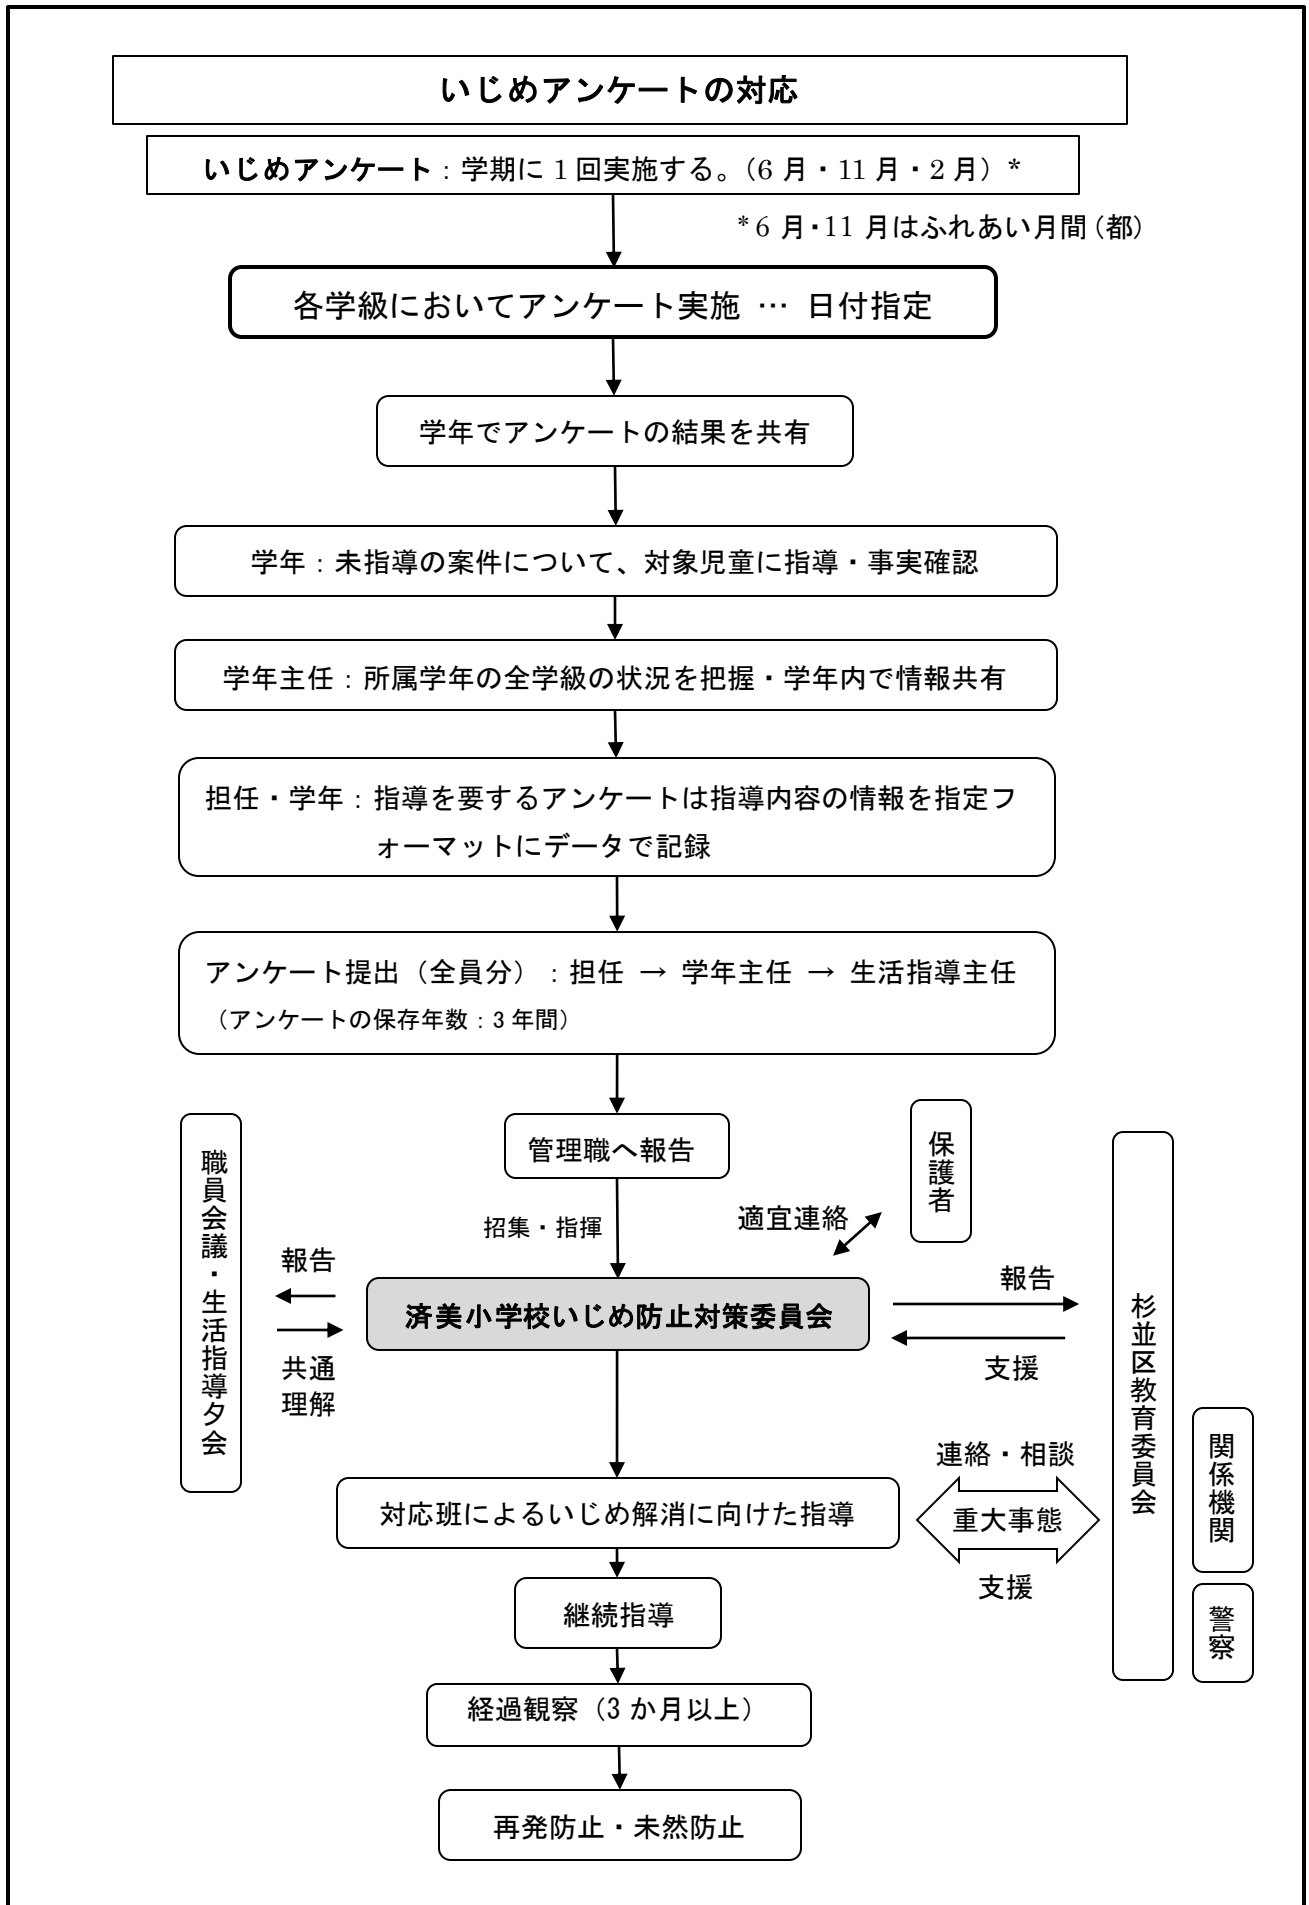 いじめアンケートの対応
いじめアンケート：学期に 1 回実施する。（6 月・11 月・2 月）*
*6 月・11 月はふれあい月間（都）
各学級においてアンケート実施 … 日付指定
学年でアンケートの結果を共有
学年：未指導の案件について、対象児童に指導・事実確認
学年主任：所属学年の全学級の状況を把握・学年内で情報共有
担任・学年：指導を要するアンケートは指導内容の情報を指定フ
ォーマットにデータで記録
アンケート提出（全員分）：担任 → 学年主任 → 生活指導主任
（アンケートの保存年数：3 年間）
管理職へ報告
保護者
職員会議・生活指導夕会
招集・指揮
適宜連絡
報告
共通
理解
済美小学校いじめ防止対策委員会
報告
支援
杉並区教育委員会
関係機関
警察
連絡・相談
重大事態
支援
対応班によるいじめ解消に向けた指導
継続指導
経過観察（3 か月以上）
再発防止・未然防止